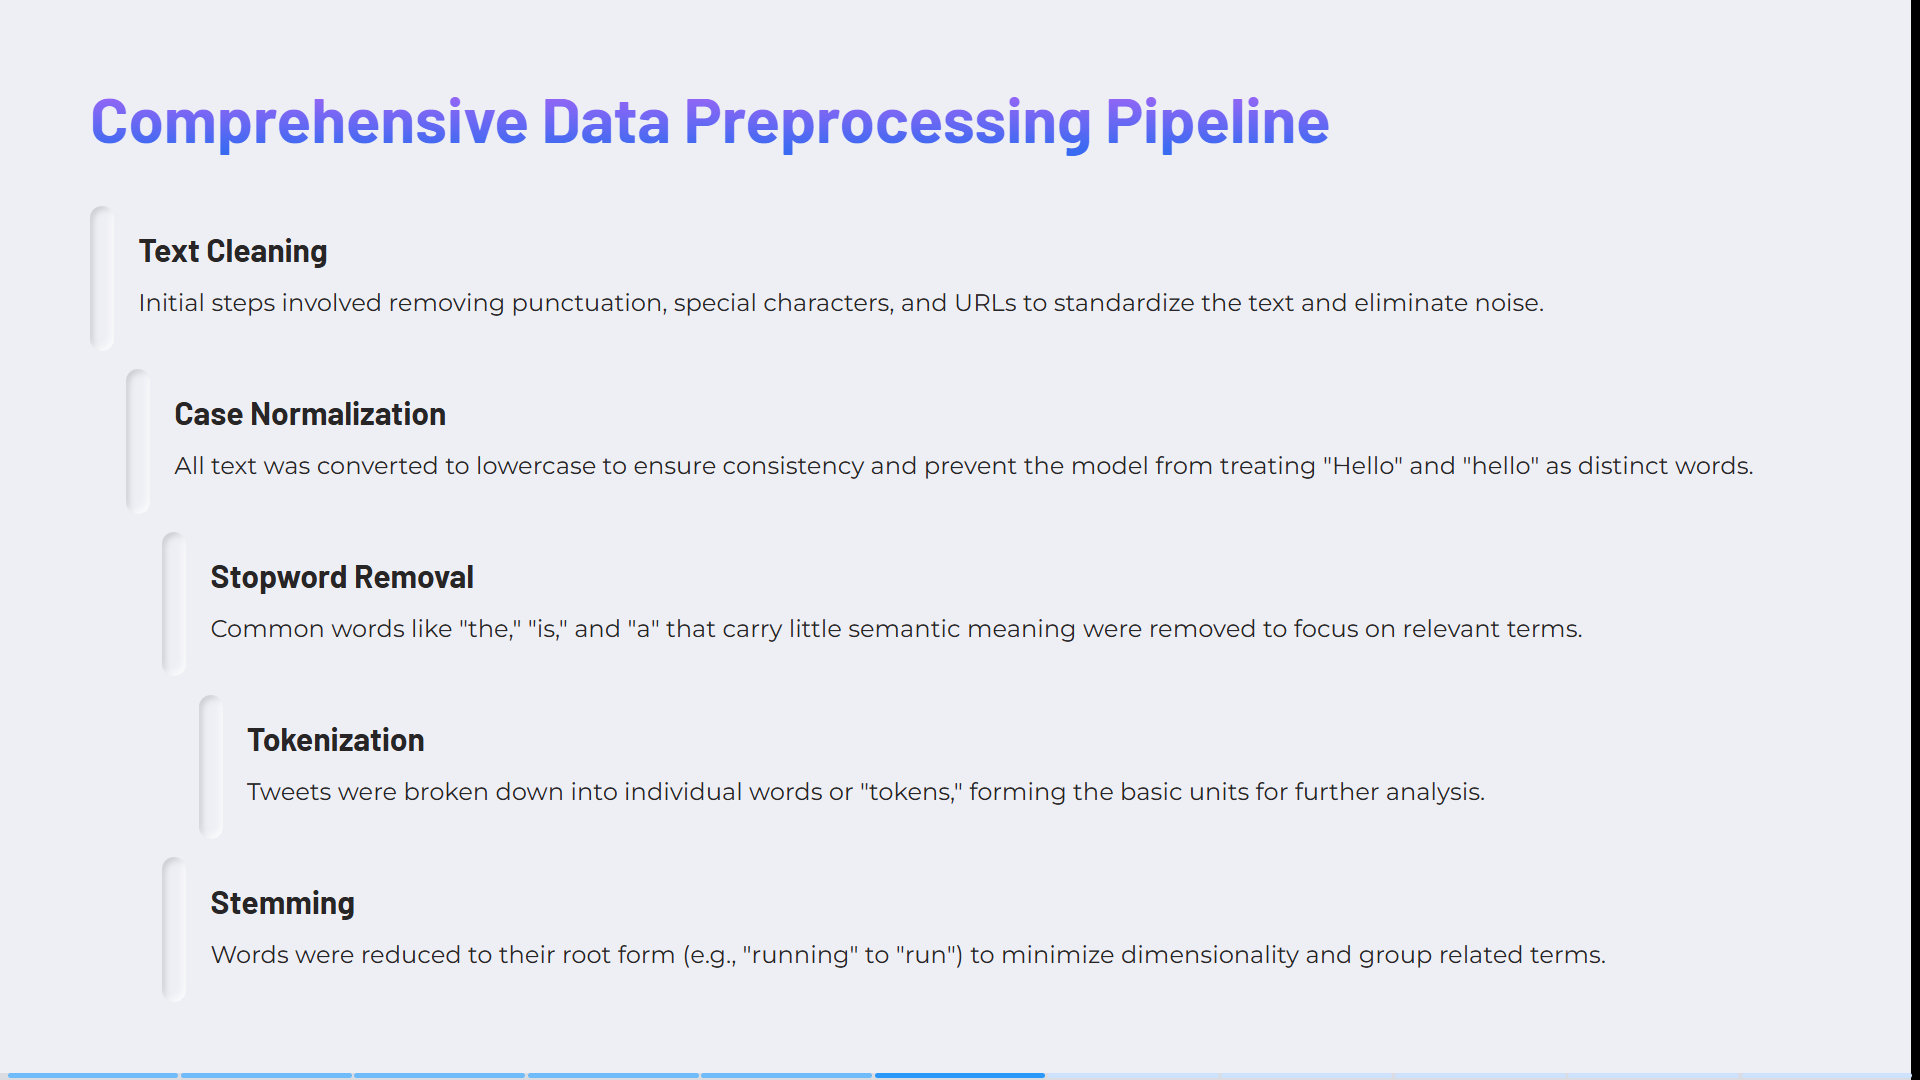 Comprehensive Data Preprocessing Pipeline
Text Cleaning
Initial steps involved removing punctuation, special characters, and URLs to standardize the text and eliminate noise.
Case Normalization
All text was converted to lowercase to ensure consistency and prevent the model from treating "Hello" and "hello" as distinct words.
Stopword Removal
Common words like "the," "is," and "a" that carry little semantic meaning were removed to focus on relevant terms.
Tokenization
Tweets were broken down into individual words or "tokens," forming the basic units for further analysis.
Stemming
Words were reduced to their root form (e.g., "running" to "run") to minimize dimensionality and group related terms.